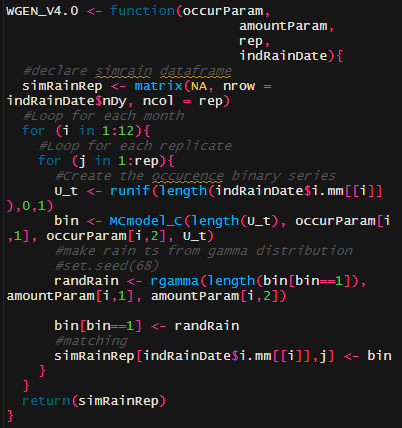 WGEN_V4.0 <- function(occurParam,
amountParam,
rep,
indRainDate){
#declare simrain dataframe
simRainRep <- matrix(NA, nrow =
indRainDate$nDy, ncol = rep)
#Loop for each month
for (i in 1:12){
#Loop for each replicate
for (j in 1:rep){
#Create the occurence binary series
U_t <- runif(length(indRainDate$i.mm[[i]]
),0,1)
bin <- MCmodel_C(length(U_t), occurParam[i
,1], occurParam[i,2], U_t)
#make rain ts from gamma distribution
#set.seed(68)
randRain <- rgamma(length(bin[bin==1]),
amountParam[i,1], amountParam[i,2])
bin[bin==1] <- randRain
#matching
simRainRep[indRainDate$i.mm[[i]],j] <- bin
}
}
return(simRainRep)
}